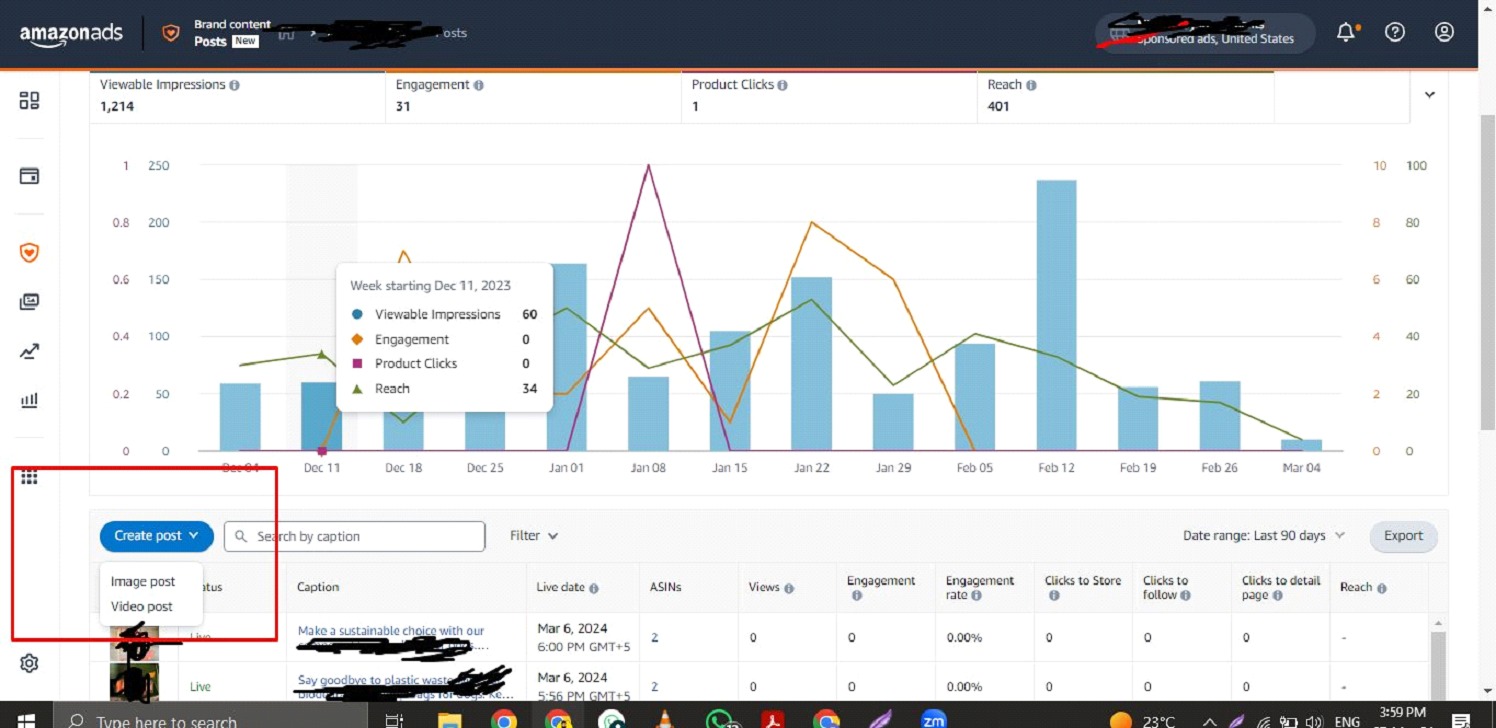 amazonads
Brand content
Posts New
osts
Sponsored ads, United States
Viewable Impressions
1,214
Engagement
31
Product Clicks
1
Reach
401
1 250 10 100
0.8 200 8 80
0.6 150 6 60
0.4 100 4 40
0.2 50 2 20
0 0 0 0
Week starting Dec 11, 2023
Viewable Impressions 60
Engagement 0
Product Clicks 0
Reach 34
Dec 04 Dec 11 Dec 18 Dec 25 Jan 01 Jan 08 Jan 15 Jan 22 Jan 29 Feb 05 Feb 12 Feb 19 Feb 26 Mar 04
Create post Search by caption Filter Date range: Last 90 days Export
Image post
Video post
atus Caption Live date ASINs Views Engagement Engagement rate Clicks to Store Clicks to follow Clicks to detail page Reach
Live Make a sustainable choice with our Mar 6, 2024 2 0 0 0.00% 0 0 0 -
6:00 PM GMT+5
Live Say goodbye to plastic waste Mar 6, 2024 2 0 0 0.00% 0 0 0 -
for dogs. Ke... 5:56 PM GMT+5
Type here to search zm 23°C ENG 3:59 PM